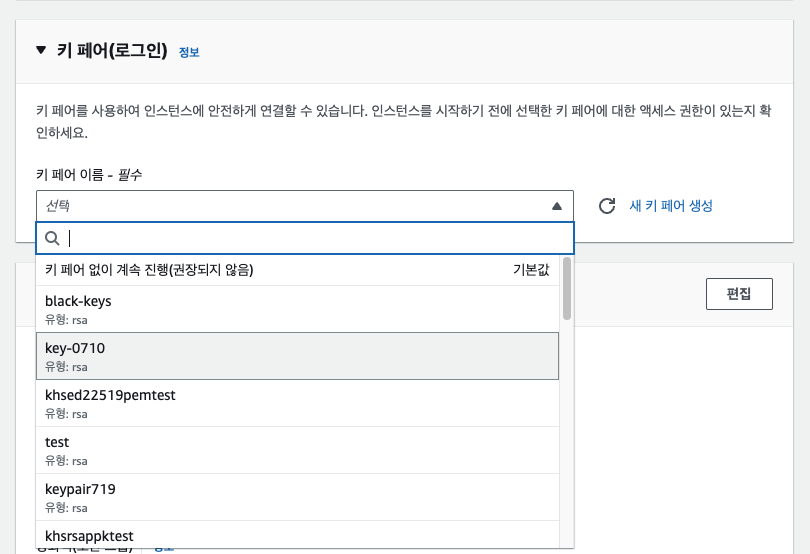 ▼ 키 페어(로그인) 정보
키 페어를 사용하여 인스턴스에 안전하게 연결할 수 있습니다. 인스턴스를 시작하기 전에 선택한 키 페어에 대한 액세스 권한이 있는지 확
인하세요.
키 페어 이름 - 필수
선택
새 키 페어 생성
키 페어 없이 계속 진행(권장되지 않음) 기본값
편집
black-keys
유형: rsa
key-0710
유형: rsa
khsed22519pemtest
유형: rsa
test
유형: rsa
keypair719
유형: rsa
khsrsappktest
정보